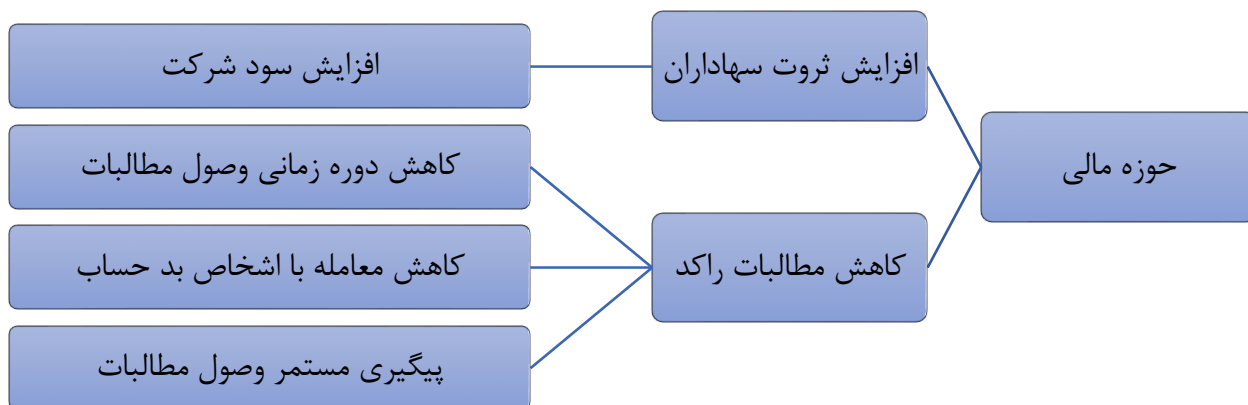 حوزه مالی
افزایش ثروت سهاداران
افزایش سود شرکت
کاهش مطالبات راکد
کاهش دوره زمانی وصول مطالبات
کاهش معامله با اشخاص بد حساب
پیگیری مستمر وصول مطالبات